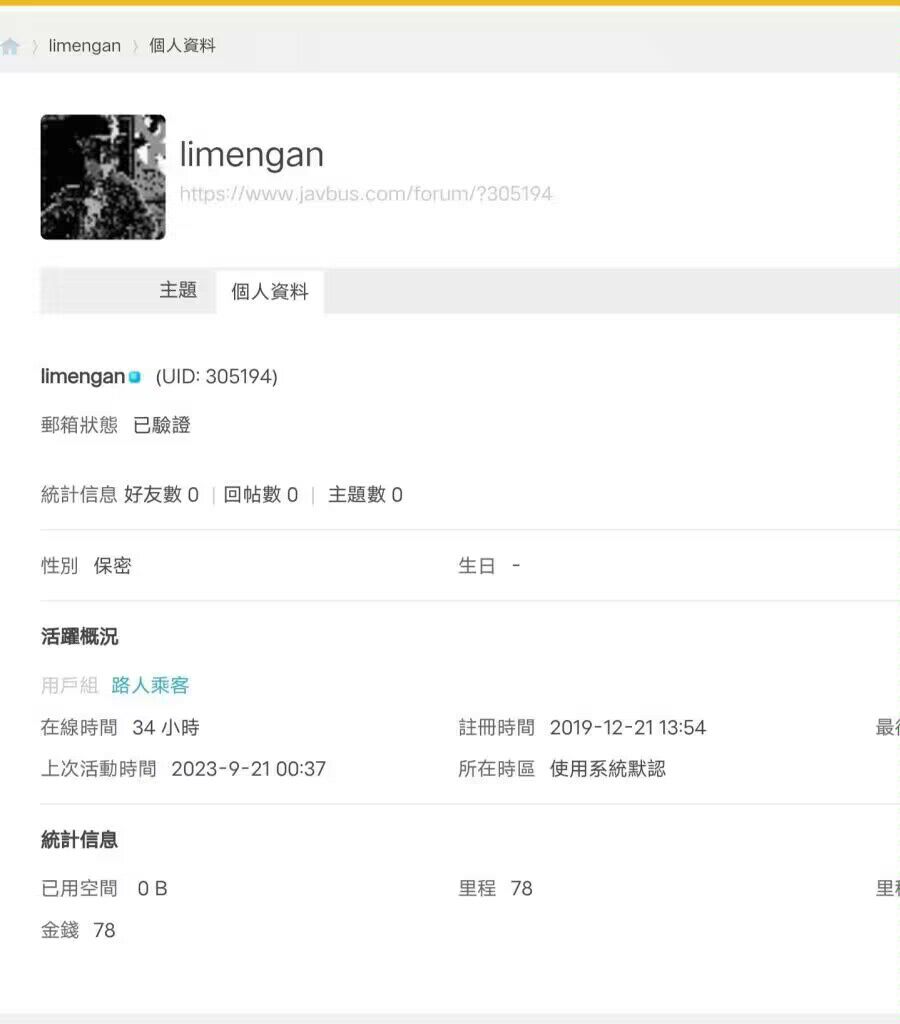 limengan 〉 個人資料
limengan
https://www.javbus.com/forum/?305194
主題 個人資料
limengan (UID: 305194)
郵箱狀態 已驗證
統計信息 好友數 0 | 回帖數 0 | 主題數 0
性別 保密 生日 -
活躍概況
用戶組 路人乘客
在線時間 34 小時 註冊時間 2019-12-21 13:54 最
上次活動時間 2023-9-21 00:37 所在時區 使用系統默認
統計信息
已用空間 0 B 里程 78 里
金錢 78